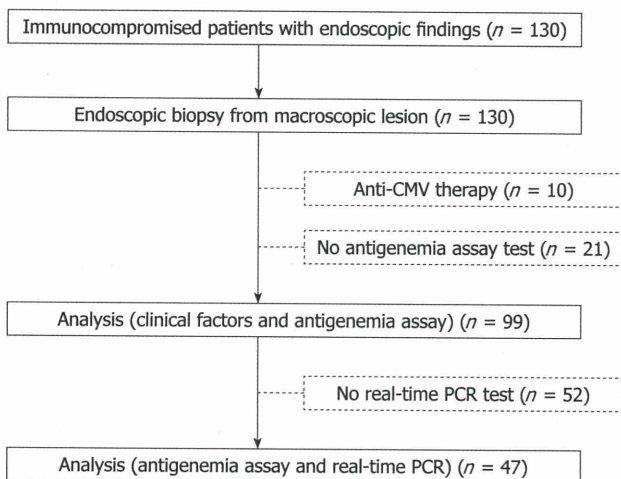 Immunocompromised patients with endoscopic findings (n = 130)
Endoscopic biopsy from macroscopic lesion (n = 130)
Anti-CMV therapy (n = 10)
No antigenemia assay test (n = 21)
Analysis (clinical factors and antigenemia assay) (n = 99)
No real-time PCR test (n = 52)
Analysis (antigenemia assay and real-time PCR) (n = 47)